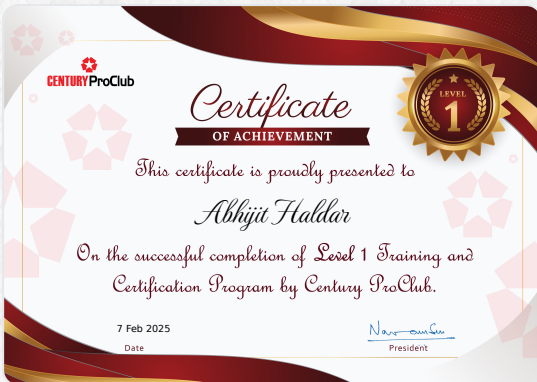 CENTURY ProClub
LEVEL
1
Certificate
OF ACHIEVEMENT
This certificate is proudly presented to
Abhijit Haldar
On the successful completion of Level 1 Training and
Certification Program by Century ProClub.
7 Feb 2025
Date
President